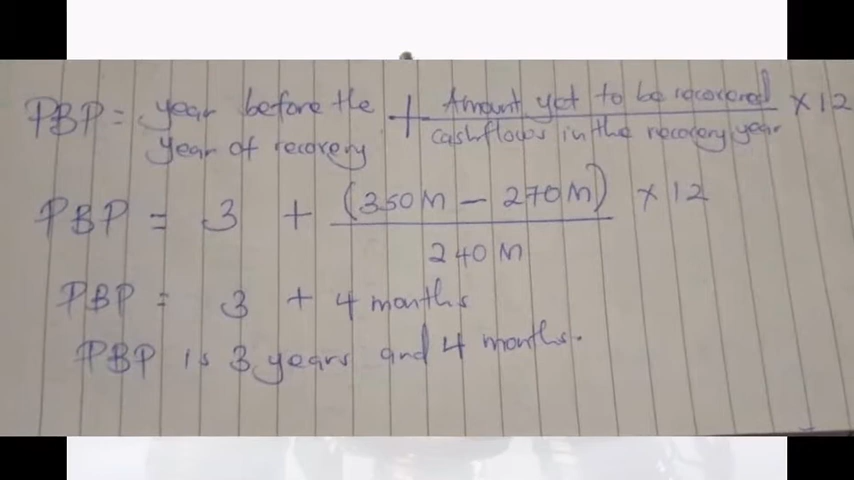 PBP = year before the year of recovery + Amount yet to be recovered / cashflows in the recovery year × 12
PBP = 3 + (350M - 270M) / 240M × 12
PBP = 3 + 4 months
PBP is 3 years and 4 months.